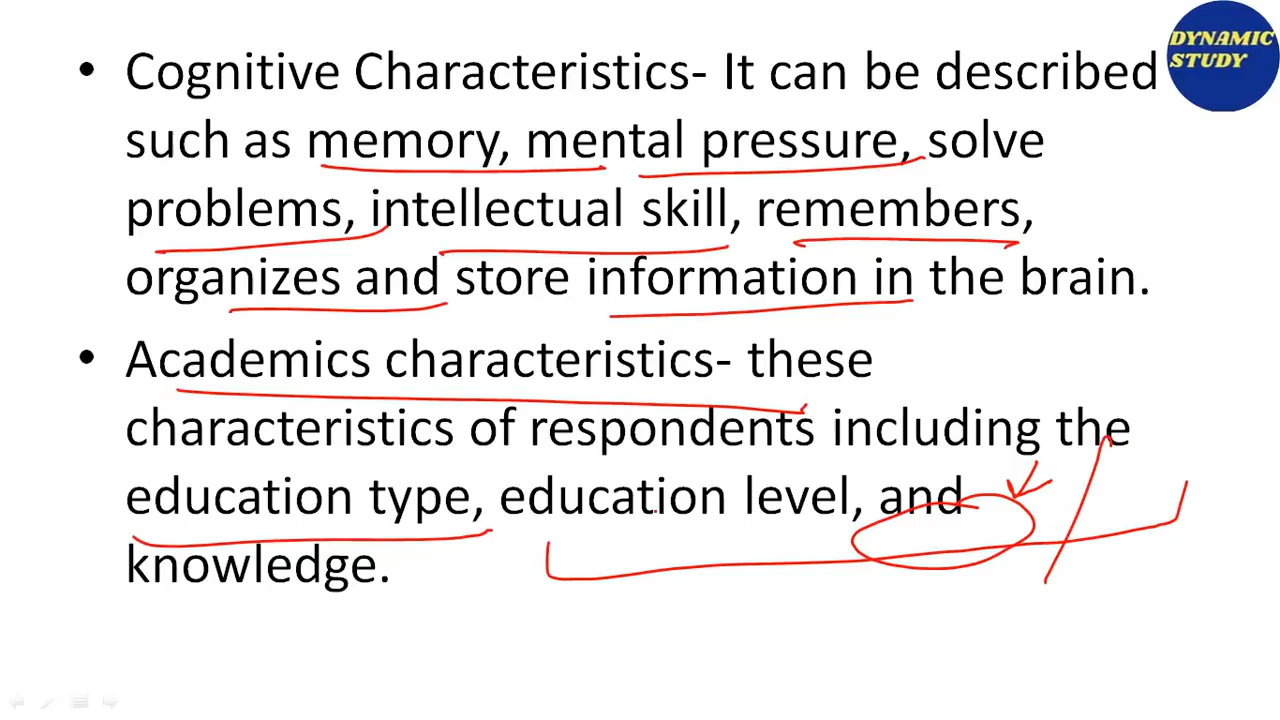 DYNAMIC
STUDY
• Cognitive Characteristics- It can be described
such as memory, mental pressure, solve
problems, intellectual skill, remembers,
organizes and store information in the brain.
• Academics characteristics- these
characteristics of respondents including the
education type, education level, and
knowledge.